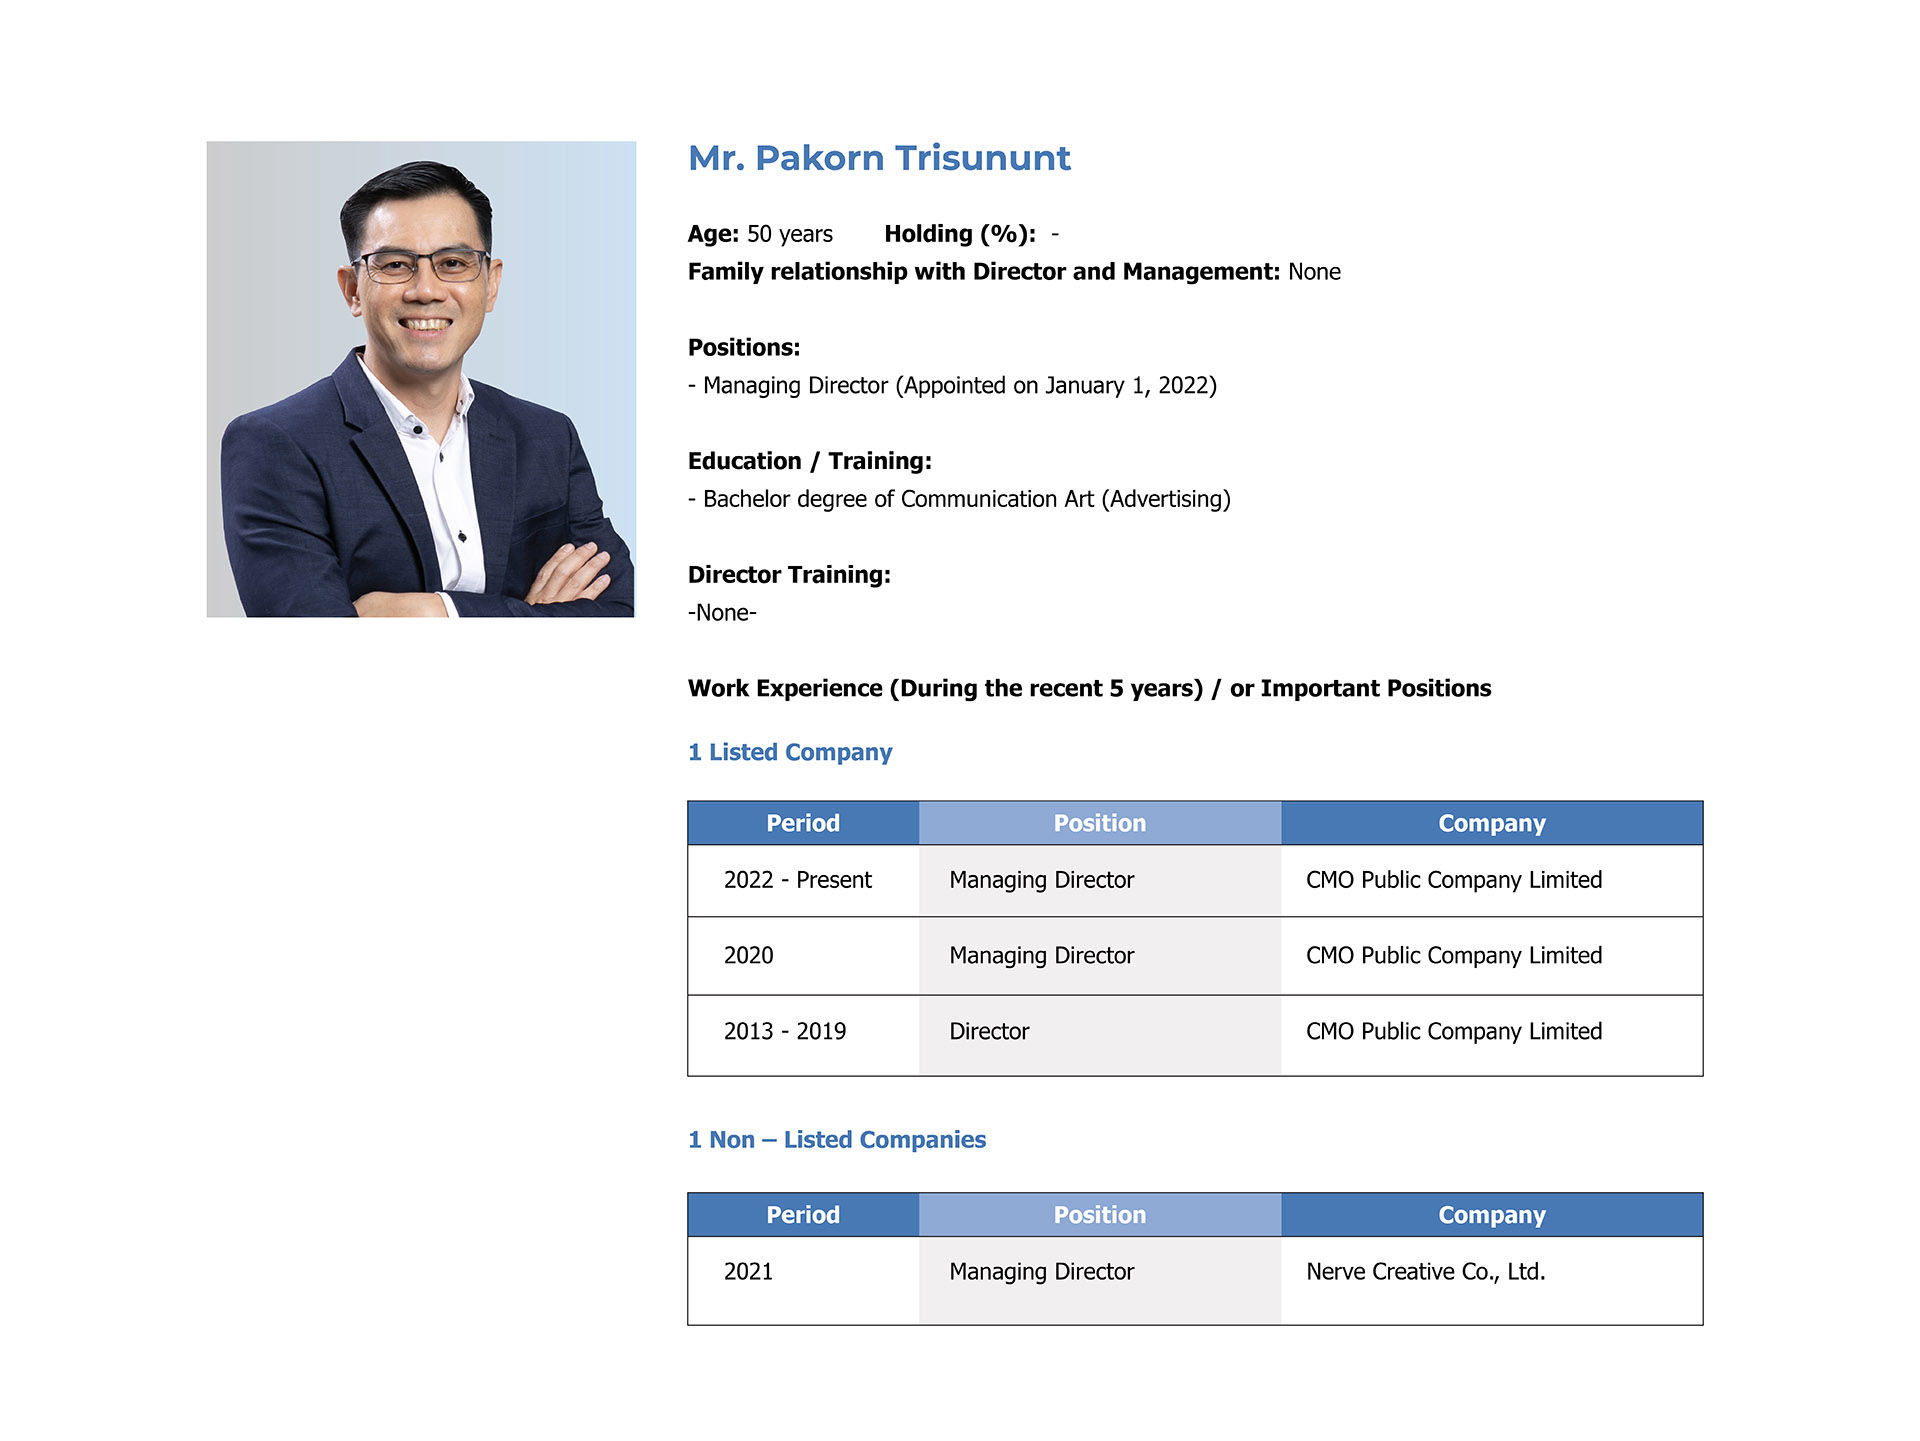 Mr. Pakorn Trisununt
Age: 50 years Holding (%): -
Family relationship with Director and Management: None
Positions:
- Managing Director (Appointed on January 1, 2022)
Education / Training:
- Bachelor degree of Communication Art (Advertising)
Director Training:
-None-
Work Experience (During the recent 5 years) / or Important Positions
1 Listed Company
Period Position Company
2022 - Present Managing Director CMO Public Company Limited
2020 Managing Director CMO Public Company Limited
2013 - 2019 Director CMO Public Company Limited
1 Non – Listed Companies
Period Position Company
2021 Managing Director Nerve Creative Co., Ltd.